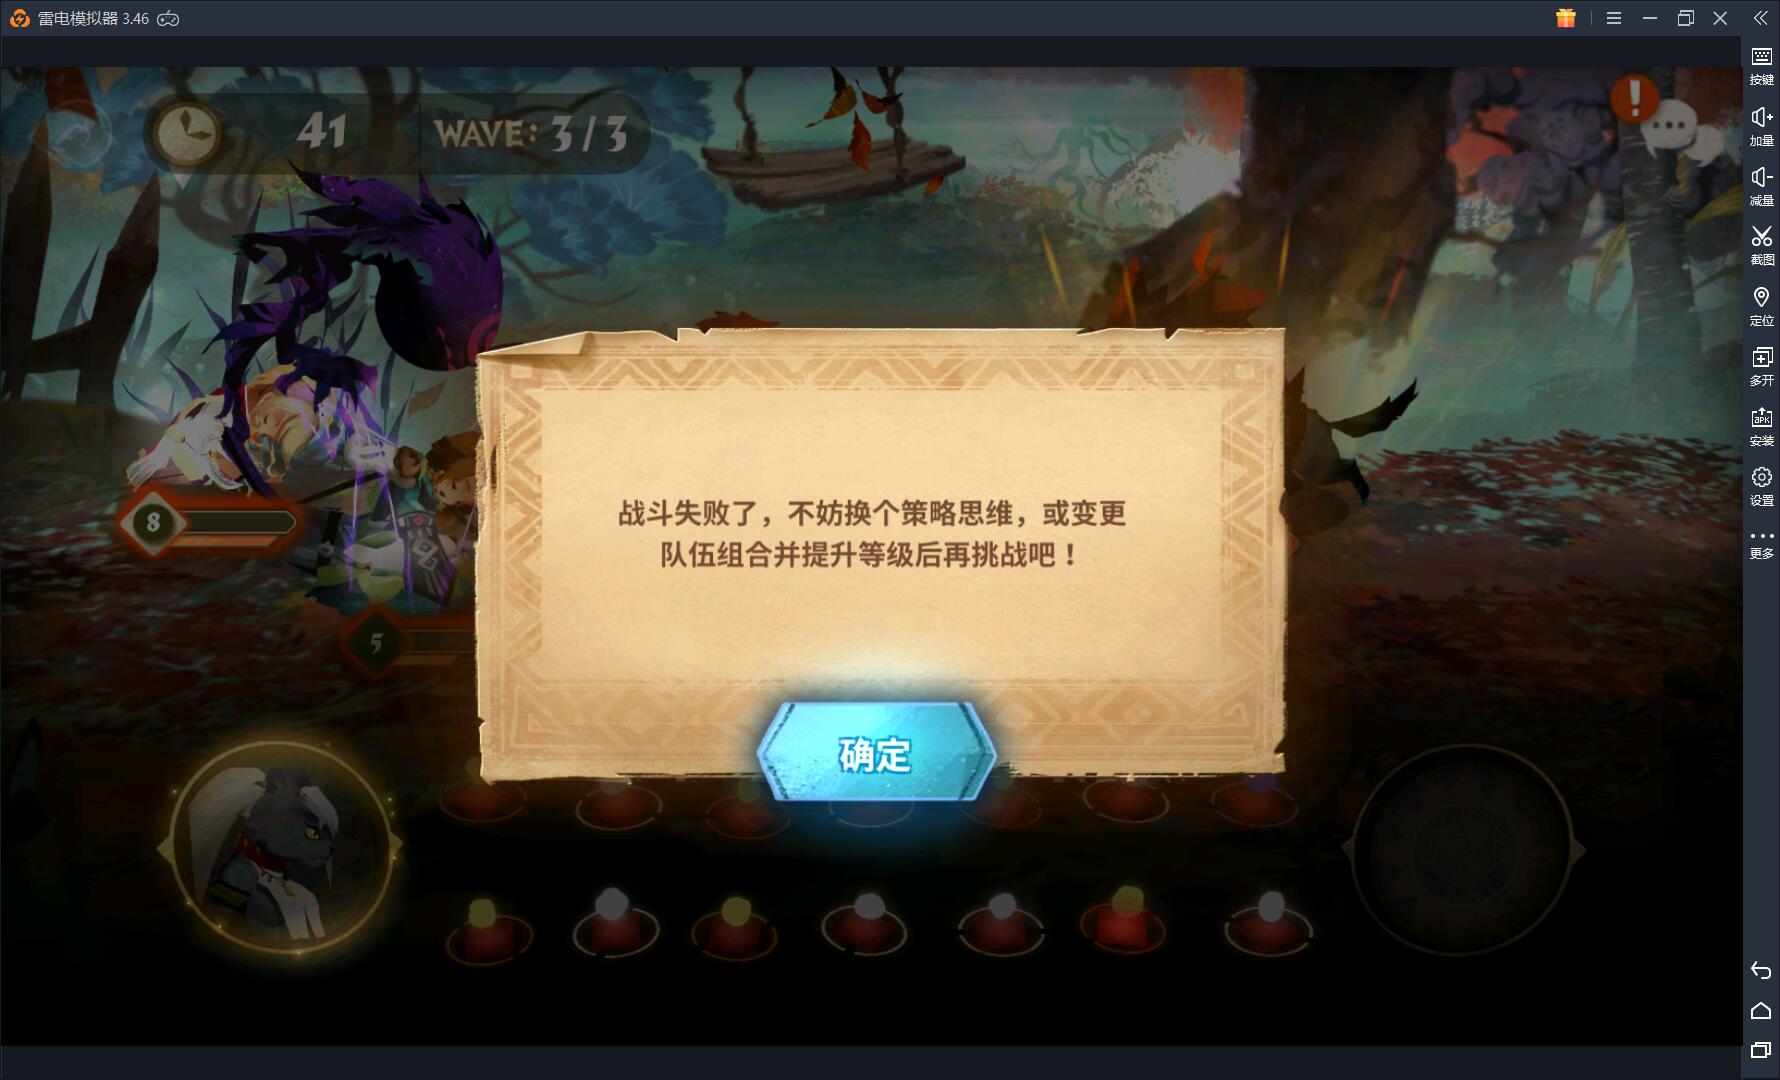 雷电模拟器 3.46
41
WAVE: 3/3
按键
加量
减量
截图
定位
多开
APK
安装
设置
更多
8
5
战斗失败了，不妨换个策略思维，或变更
队伍组合并提升等级后再挑战吧！
确定